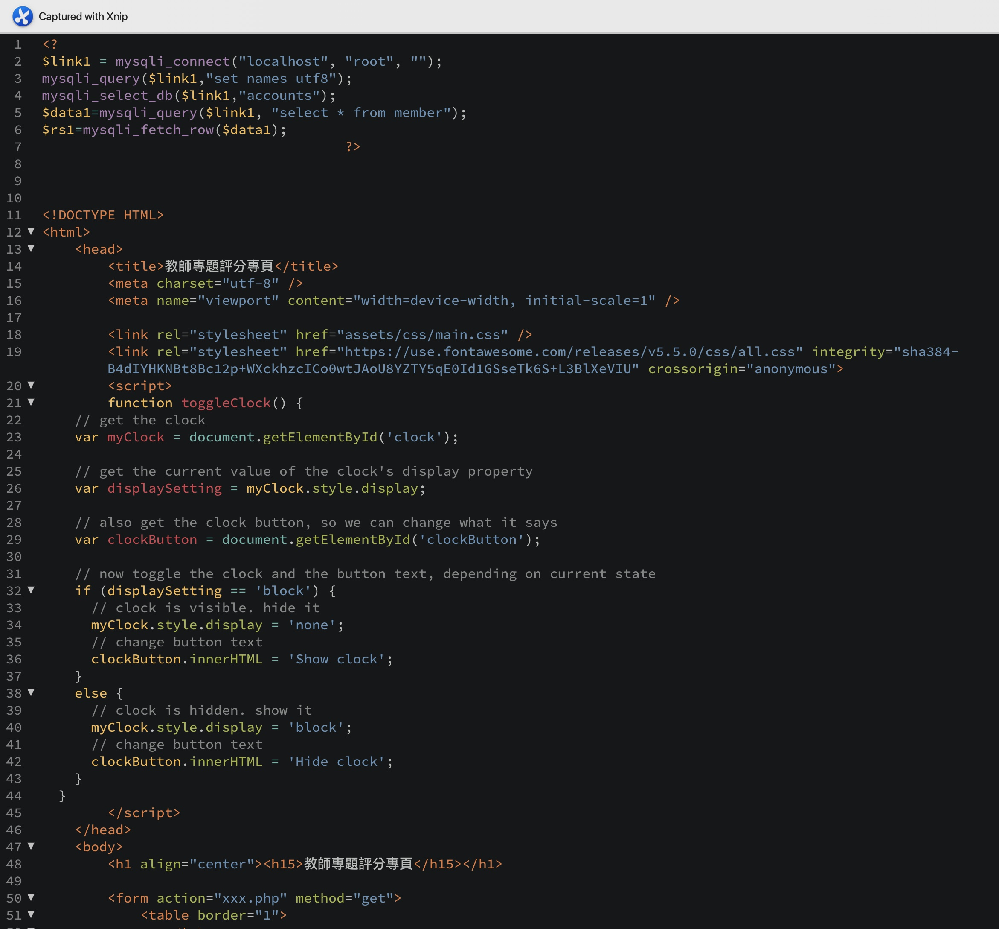 Captured with Xnip
1 <?
2 $link1 = mysqli_connect("localhost", "root", "");
3 mysqli_query($link1,"set names utf8");
4 mysqli_select_db($link1,"accounts");
5 $data1=mysqli_query($link1, "select * from member");
6 $rs1=mysqli_fetch_row($data1);
7 ?>
8
9
10
11 <!DOCTYPE HTML>
12 ▼ <html>
13 ▼ <head>
14 <title>教師專題評分專頁</title>
15 <meta charset="utf-8" />
16 <meta name="viewport" content="width=device-width, initial-scale=1" />
17
18 <link rel="stylesheet" href="assets/css/main.css" />
19 <link rel="stylesheet" href="https://use.fontawesome.com/releases/v5.5.0/css/all.css" integrity="sha384-
B4dIYHKNBt8Bc12p+WXckhzcICo0wtJAoU8YZTY5qE0Id1GSseTk6S+L3BlXeVIU" crossorigin="anonymous">
20 ▼ <script>
21 ▼ function toggleClock() {
22 // get the clock
23 var myClock = document.getElementById('clock');
24
25 // get the current value of the clock's display property
26 var displaySetting = myClock.style.display;
27
28 // also get the clock button, so we can change what it says
29 var clockButton = document.getElementById('clockButton');
30
31 // now toggle the clock and the button text, depending on current state
32 ▼ if (displaySetting == 'block') {
33 // clock is visible. hide it
34 myClock.style.display = 'none';
35 // change button text
36 clockButton.innerHTML = 'Show clock';
37 }
38 ▼ else {
39 // clock is hidden. show it
40 myClock.style.display = 'block';
41 // change button text
42 clockButton.innerHTML = 'Hide clock';
43 }
44 }
45 </script>
46 </head>
47 ▼ <body>
48 <h1 align="center"><h15>教師專題評分專頁</h15></h1>
49
50 ▼ <form action="xxx.php" method="get">
51 ▼ <table border="1">